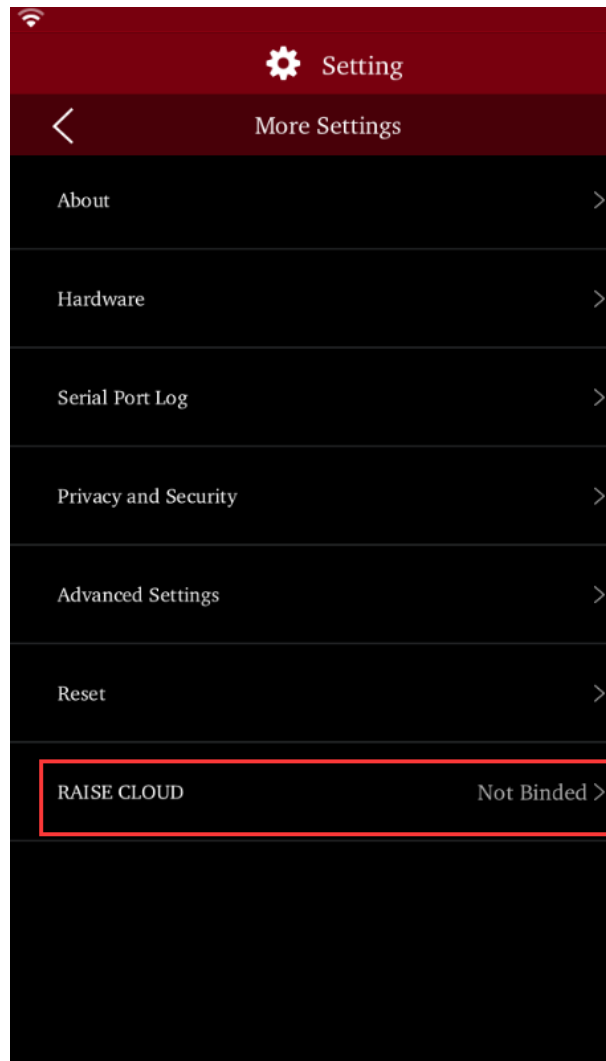 Setting
More Settings
About
Hardware
Serial Port Log
Privacy and Security
Advanced Settings
Reset
RAISE CLOUD Not Binded